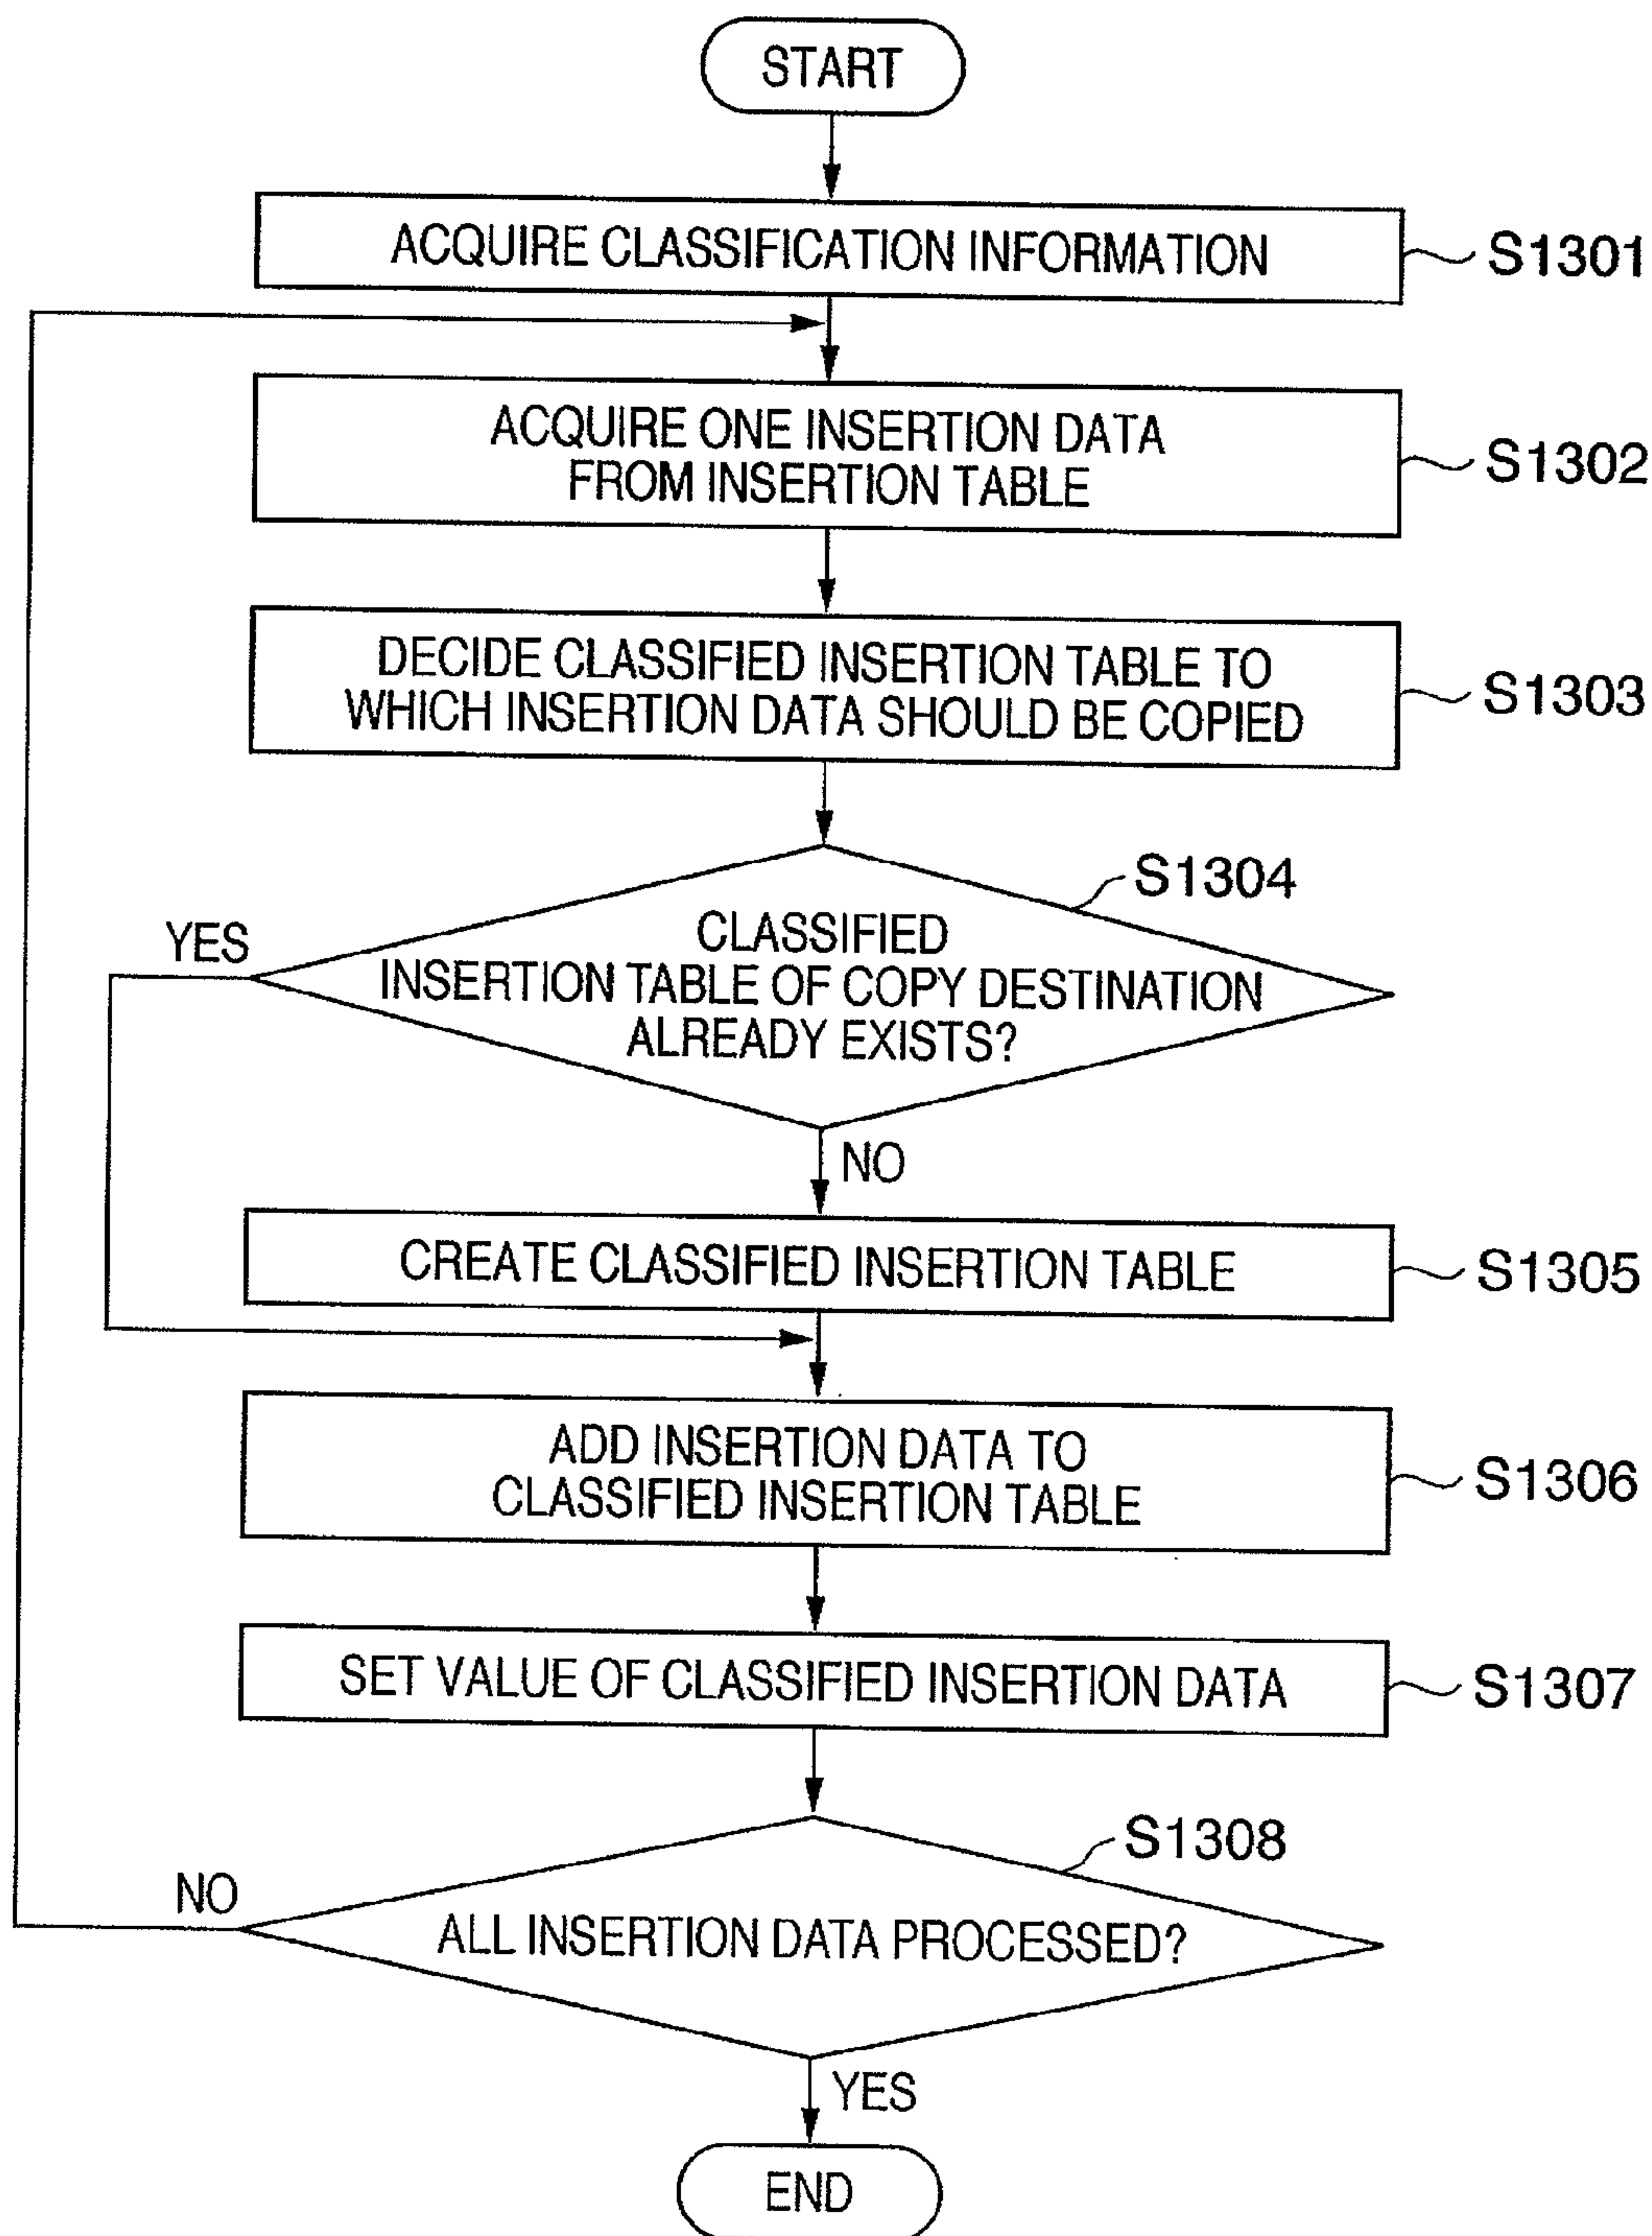 START
ACQUIRE CLASSIFICATION INFORMATION
S1301
ACQUIRE ONE INSERTION DATA
FROM INSERTION TABLE
S1302
DECIDE CLASSIFIED INSERTION TABLE TO
WHICH INSERTION DATA SHOULD BE COPIED
S1303
S1304
YES
CLASSIFIED
INSERTION TABLE OF COPY DESTINATION
ALREADY EXISTS?
NO
CREATE CLASSIFIED INSERTION TABLE
S1305
ADD INSERTION DATA TO
CLASSIFIED INSERTION TABLE
S1306
SET VALUE OF CLASSIFIED INSERTION DATA
S1307
S1308
NO
ALL INSERTION DATA PROCESSED?
YES
END